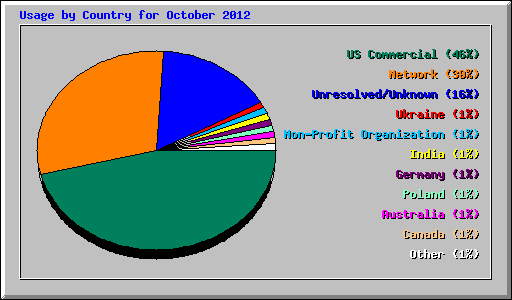 Usage by Country for October 2012
US Commercial (46%)
Network (30%)
Unresolved/Unknown (16%)
Ukraine (1%)
Non-Profit Organization (1%)
India (1%)
Germany (1%)
Poland (1%)
Australia (1%)
Canada (1%)
Other (1%)